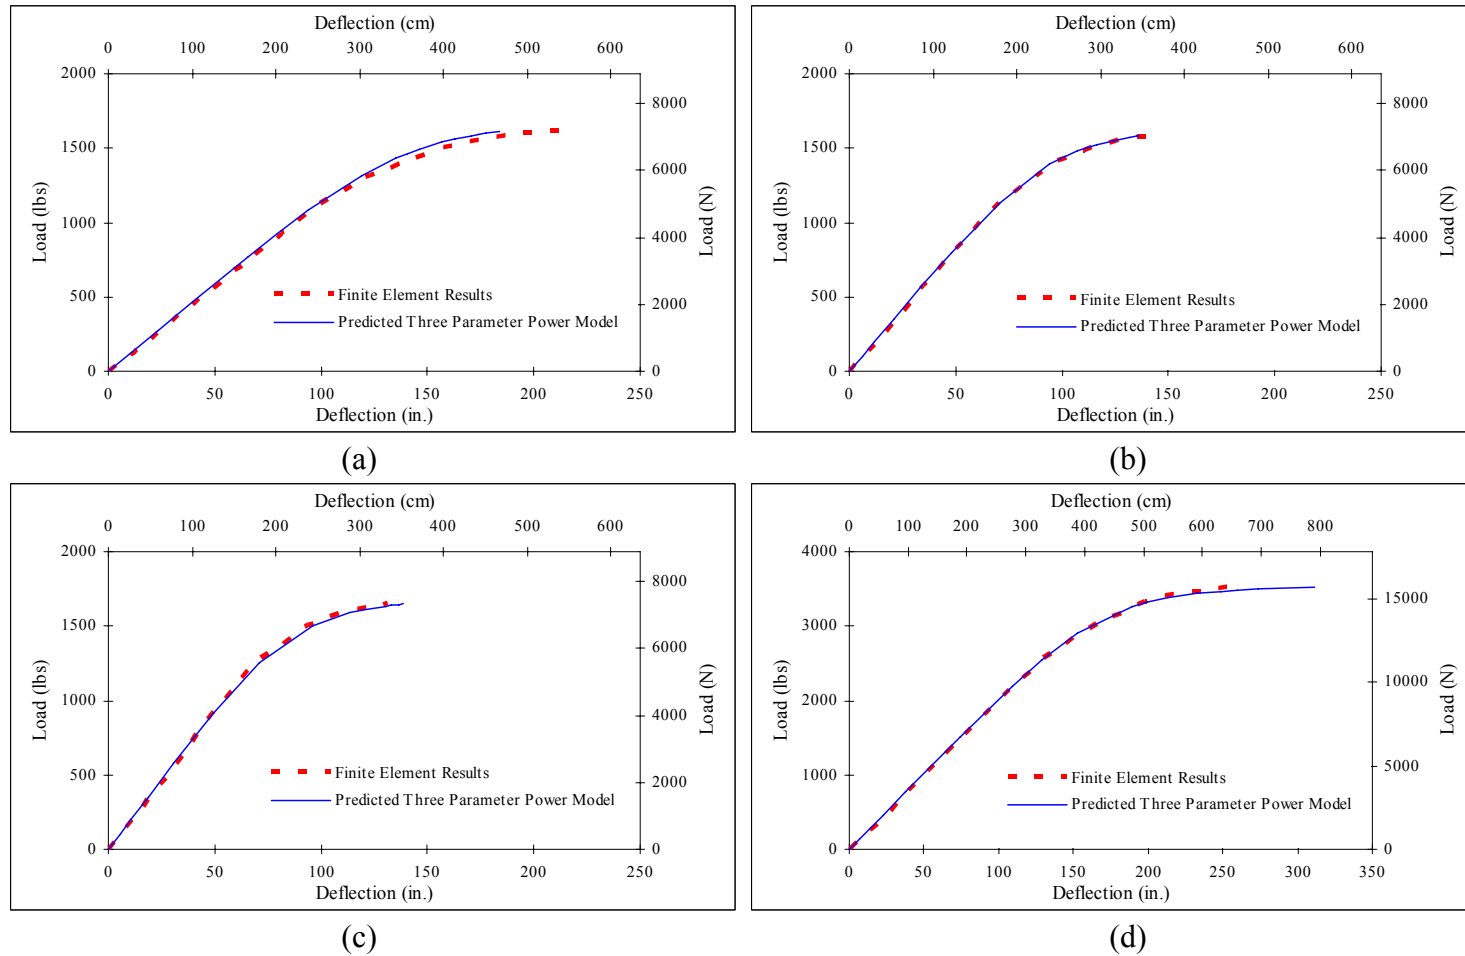 Deflection (cm)
0 100 200 300 400 500 600
2000
1500
1000
500
0
Load (lbs)
8000
6000
4000
2000
0
Load (N)
Finite Element Results
Predicted Three Parameter Power Model
0 50 100 150 200 250
Deflection (in.)
(a)
Deflection (cm)
0 100 200 300 400 500 600
2000
1500
1000
500
0
Load (lbs)
8000
6000
4000
2000
0
Load (N)
Finite Element Results
Predicted Three Parameter Power Model
0 50 100 150 200 250
Deflection (in.)
(b)
Deflection (cm)
0 100 200 300 400 500 600
2000
1500
1000
500
0
Load (lbs)
8000
6000
4000
2000
0
Load (N)
Finite Element Results
Predicted Three Parameter Power Model
0 50 100 150 200 250
Deflection (in.)
(c)
Deflection (cm)
0 100 200 300 400 500 600 700 800
4000
3000
2000
1000
0
Load (lbs)
15000
10000
5000
0
Load (N)
Finite Element Results
Predicted Three Parameter Power Model
0 50 100 150 200 250 300 350
Deflection (in.)
(d)